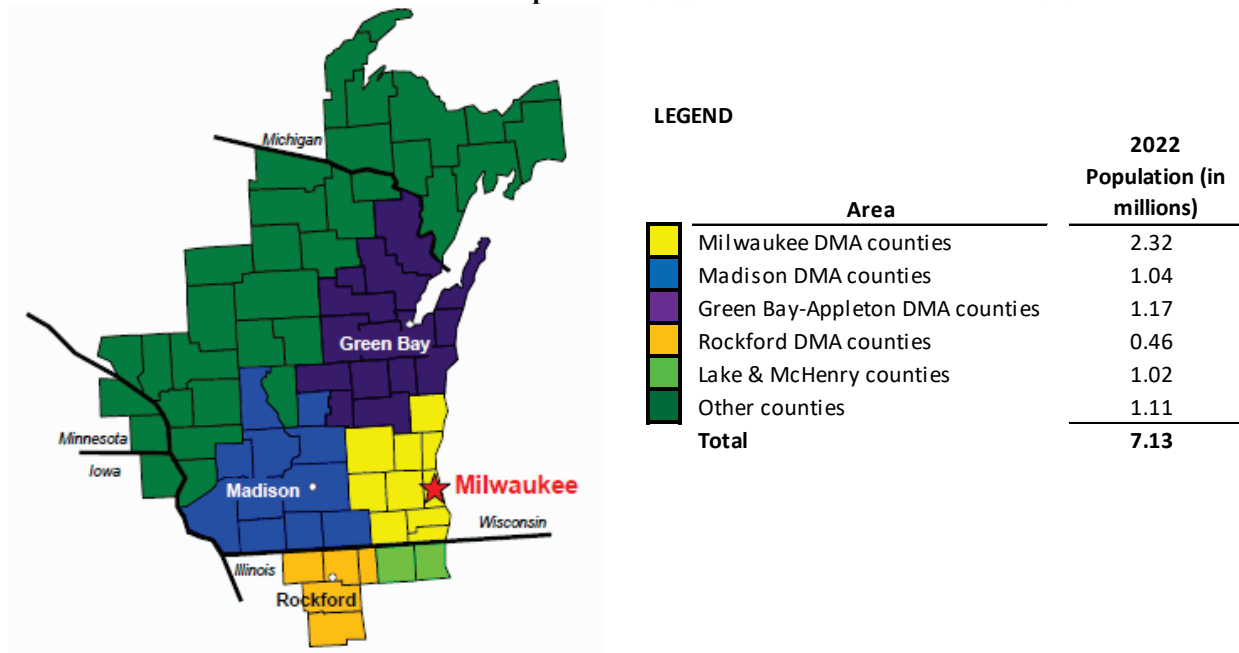 Michigan
Green Bay
Minnesota
Iowa
Madison
Milwaukee
Wisconsin
Illinois
Rockford
LEGEND
Area
2022
Population (in
millions)
Milwaukee DMA counties 2.32
Madison DMA counties 1.04
Green Bay-Appleton DMA counties 1.17
Rockford DMA counties 0.46
Lake & McHenry counties 1.02
Other counties 1.11
Total 7.13